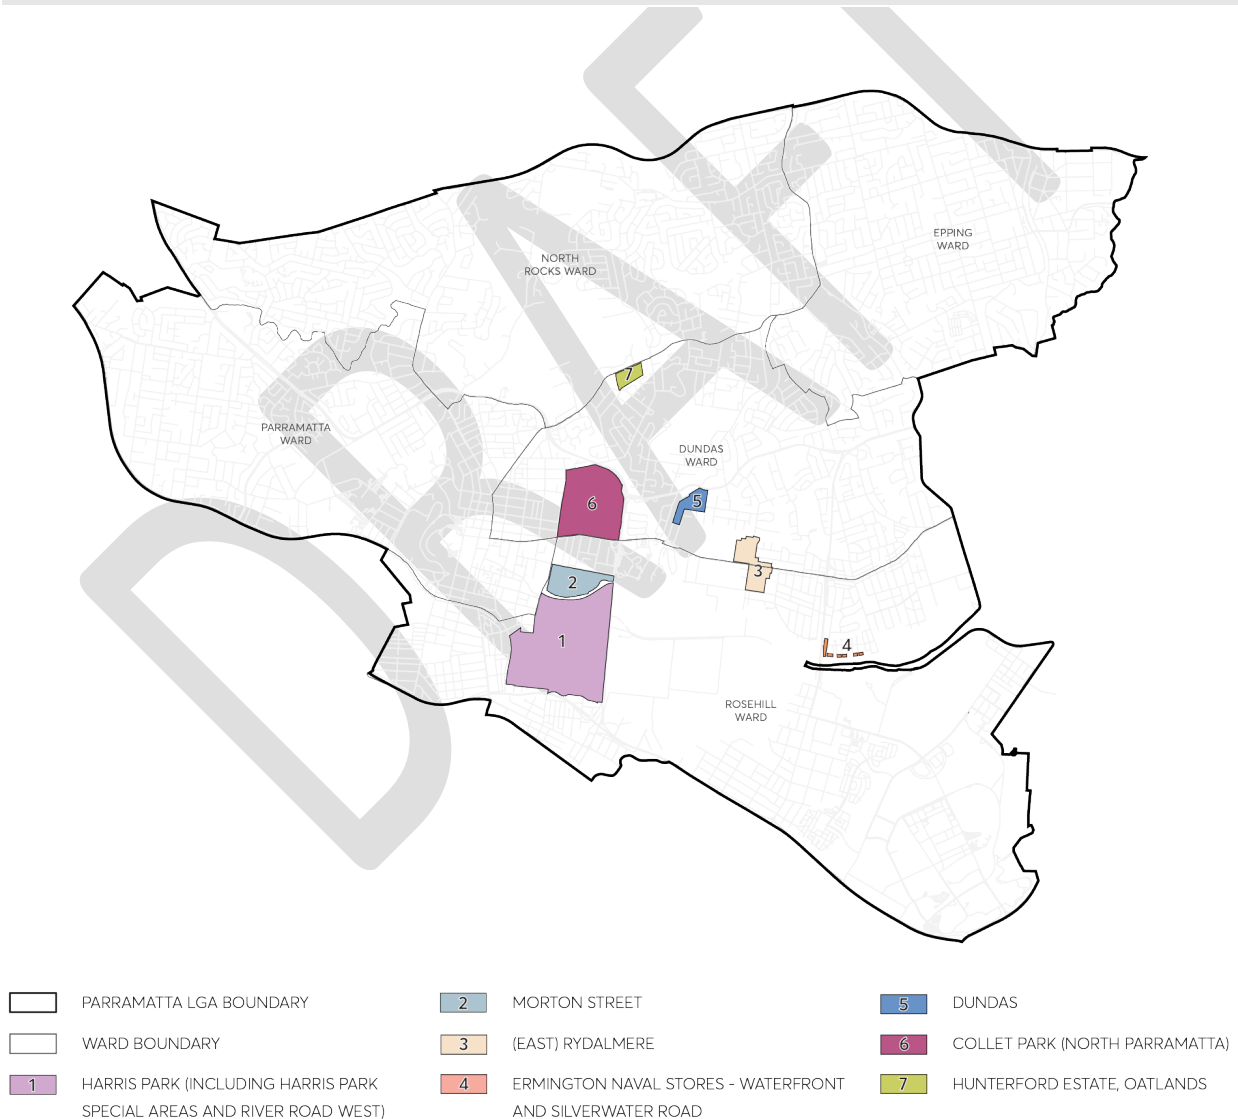 DRAFT
EPPING
WARD
NORTH
ROCKS WARD
7
PARRAMATTA
WARD
DUNDAS
WARD
6
5
3
2
1
4
ROSEHILL
WARD
PARRAMATTA LGA BOUNDARY
WARD BOUNDARY
1 HARRIS PARK (INCLUDING HARRIS PARK
SPECIAL AREAS AND RIVER ROAD WEST)
2 MORTON STREET
3 (EAST) RYDALMERE
4 ERMINGTON NAVAL STORES - WATERFRONT
AND SILVERWATER ROAD
5 DUNDAS
6 COLLET PARK (NORTH PARRAMATTA)
7 HUNTERFORD ESTATE, OATLANDS